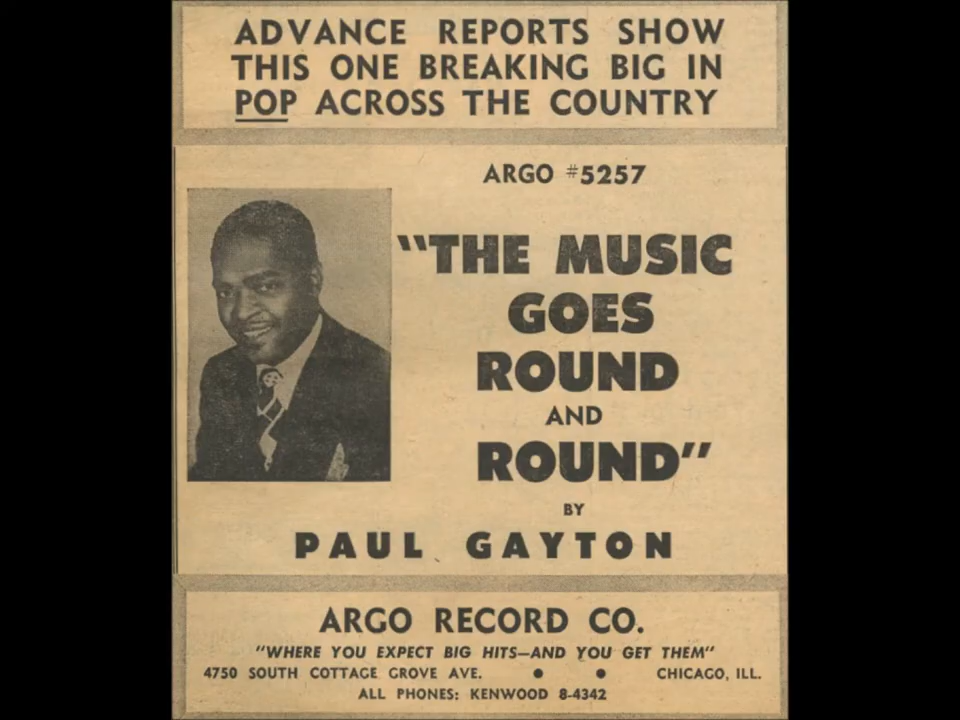 ADVANCE REPORTS SHOW
THIS ONE BREAKING BIG IN
POP ACROSS THE COUNTRY
ARGO #5257
"THE MUSIC
GOES
ROUND
AND
ROUND"
BY
PAUL GAYTON
ARGO RECORD CO.
"WHERE YOU EXPECT BIG HITS—AND YOU GET THEM"
4750 SOUTH COTTAGE GROVE AVE. • • CHICAGO, ILL.
ALL PHONES: KENWOOD 8-4342